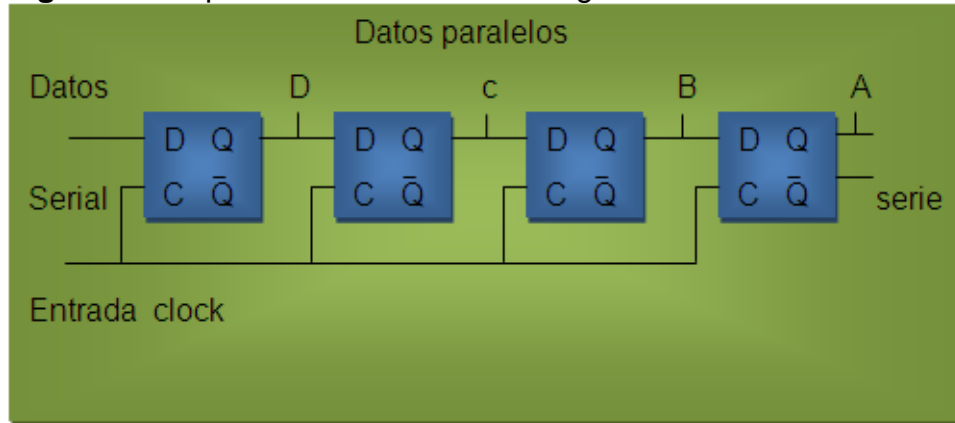 Datos paralelos
Datos D c B A
D Q D Q D Q D Q
Serial C Q̅ C Q̅ C Q̅ C Q̅ serie
Entrada clock